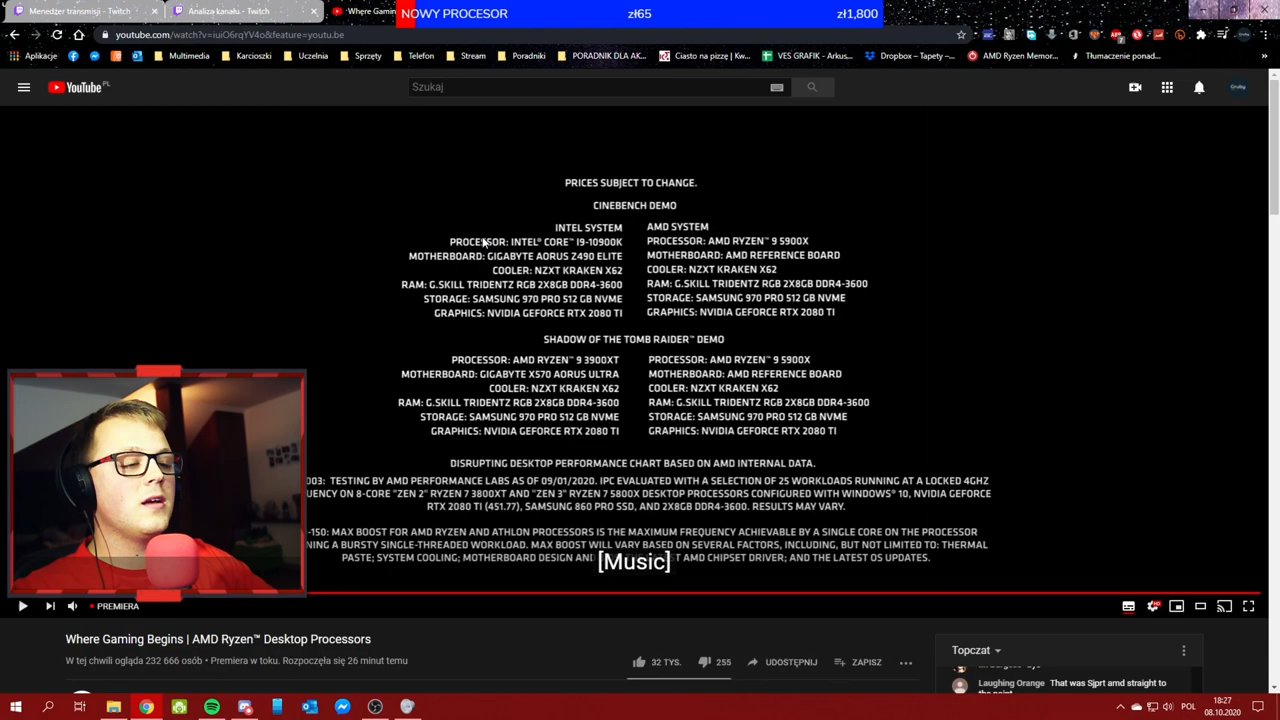 Menedżer transmisji - Twitch
Analiza kanału - Twitch
Where Gaming
NOWY PROCESOR
zł65
zł1,800
youtube.com/watch?v=iuiO6rqYV4o&feature=youtu.be
Aplikacje
Multimedia
Karcioszki
Uczelnia
Sprzęty
Telefon
Stream
Poradniki
PORADNIK DLA AK...
Ciasto na pizzę | Kw...
VES GRAFIK - Arkus...
Dropbox – Tapety –...
AMD Ryzen Memor...
Tłumaczenie ponad...
YouTube PL
Szukaj
PRICES SUBJECT TO CHANGE.
CINEBENCH DEMO
INTEL SYSTEM
PROCESSOR: INTEL® CORE™ I9-10900K
MOTHERBOARD: GIGABYTE AORUS Z490 ELITE
COOLER: NZXT KRAKEN X62
RAM: G.SKILL TRIDENTZ RGB 2X8GB DDR4-3600
STORAGE: SAMSUNG 970 PRO 512 GB NVME
GRAPHICS: NVIDIA GEFORCE RTX 2080 TI
AMD SYSTEM
PROCESSOR: AMD RYZEN™ 9 5900X
MOTHERBOARD: AMD REFERENCE BOARD
COOLER: NZXT KRAKEN X62
RAM: G.SKILL TRIDENTZ RGB 2X8GB DDR4-3600
STORAGE: SAMSUNG 970 PRO 512 GB NVME
GRAPHICS: NVIDIA GEFORCE RTX 2080 TI
SHADOW OF THE TOMB RAIDER™ DEMO
PROCESSOR: AMD RYZEN™ 9 3900XT
MOTHERBOARD: GIGABYTE X570 AORUS ULTRA
COOLER: NZXT KRAKEN X62
RAM: G.SKILL TRIDENTZ RGB 2X8GB DDR4-3600
STORAGE: SAMSUNG 970 PRO 512 GB NVME
GRAPHICS: NVIDIA GEFORCE RTX 2080 TI
PROCESSOR: AMD RYZEN™ 9 5900X
MOTHERBOARD: AMD REFERENCE BOARD
COOLER: NZXT KRAKEN X62
RAM: G.SKILL TRIDENTZ RGB 2X8GB DDR4-3600
STORAGE: SAMSUNG 970 PRO 512 GB NVME
GRAPHICS: NVIDIA GEFORCE RTX 2080 TI
DISRUPTING DESKTOP PERFORMANCE CHART BASED ON AMD INTERNAL DATA.
003: TESTING BY AMD PERFORMANCE LABS AS OF 09/01/2020. IPC EVALUATED WITH A SELECTION OF 25 WORKLOADS RUNNING AT A LOCKED 4GHZ
UENCY ON 8-CORE "ZEN 2" RYZEN 7 3800XT AND "ZEN 3" RYZEN 7 5800X DESKTOP PROCESSORS CONFIGURED WITH WINDOWS® 10, NVIDIA GEFORCE
RTX 2080 TI (451.77), SAMSUNG 860 PRO SSD, AND 2X8GB DDR4-3600. RESULTS MAY VARY.
-150: MAX BOOST FOR AMD RYZEN AND ATHLON PROCESSORS IS THE MAXIMUM FREQUENCY ACHIEVABLE BY A SINGLE CORE ON THE PROCESSOR
NING A BURSTY SINGLE-THREADED WORKLOAD. MAX BOOST WILL VARY BASED ON SEVERAL FACTORS, INCLUDING, BUT NOT LIMITED TO: THERMAL
PASTE; SYSTEM COOLING; MOTHERBOARD DESIGN AND T AMD CHIPSET DRIVER; AND THE LATEST OS UPDATES.
[Music]
PREMIERA
HD
Where Gaming Begins | AMD Ryzen™ Desktop Processors
W tej chwili ogląda 232 666 osób • Premiera w toku. Rozpoczęła się 26 minut temu
32 TYS.
255
UDOSTĘPNIJ
ZAPISZ
Topczat
Laughing Orange That was Sjprt amd straight to
the point
POL
18:27
08.10.2020